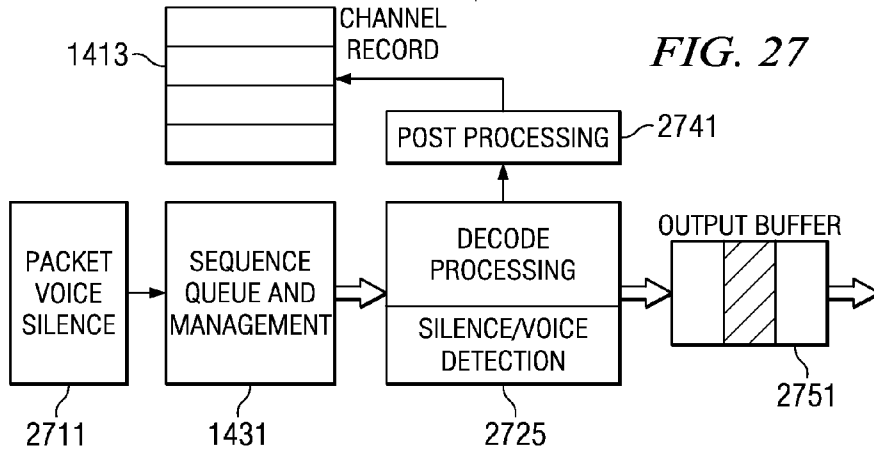 CHANNEL
RECORD
1413
FIG. 27
POST PROCESSING
2741
PACKET
VOICE
SILENCE
SEQUENCE
QUEUE AND
MANAGEMENT
DECODE
PROCESSING
SILENCE/VOICE
DETECTION
OUTPUT BUFFER
2711
1431
2725
2751